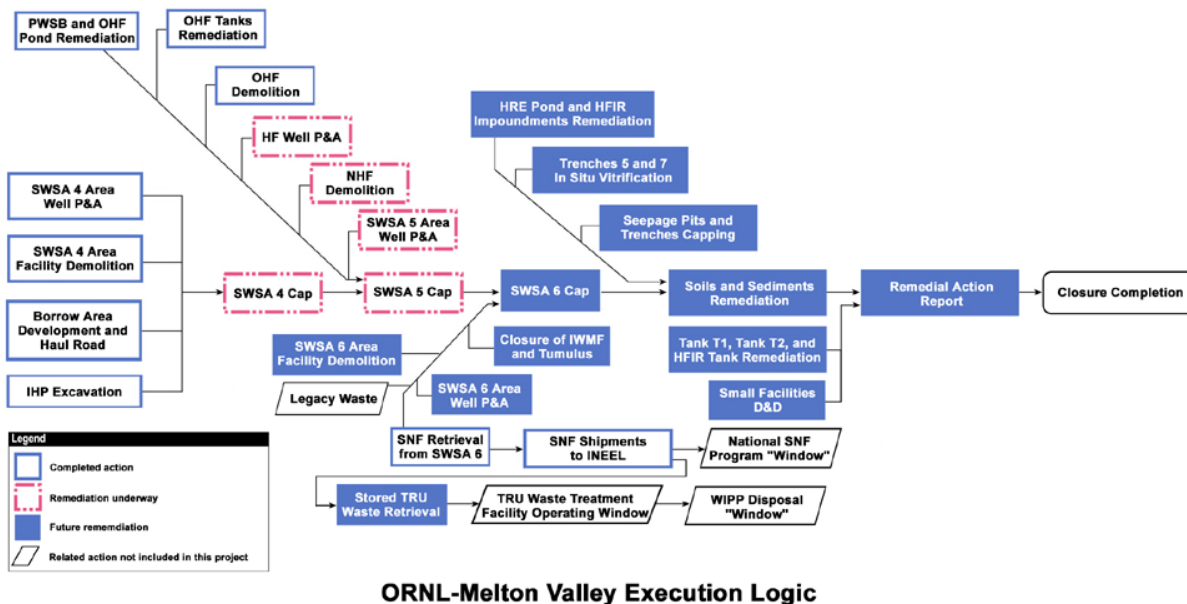 PWSB and OHF
Pond Remediation
OHF Tanks
Remediation
OHF
Demolition
HF Well P&A
NHF
Demolition
SWSA 5 Area
Well P&A
HRE Pond and HFIR
Impoundments Remediation
Trenches 5 and 7
In Situ Vitrification
Seepage Pits and
Trenches Capping
SWSA 4 Area
Well P&A
SWSA 4 Area
Facility Demolition
Borrow Area
Development and
Haul Road
IHP Excavation
SWSA 4 Cap
SWSA 5 Cap
SWSA 6 Cap
Soils and Sediments
Remediation
Remedial Action
Report
Closure Completion
SWSA 6 Area
Facility Demolition
Closure of IWMF
and Tumulus
Tank T1, Tank T2, and
HFIR Tank Remediation
Legacy Waste
SWSA 6 Area
Well P&A
Small Facilities
D&D
SNF Retrieval
from SWSA 6
SNF Shipments
to INEEL
National SNF
Program "Window"
Stored TRU
Waste Retrieval
TRU Waste Treatment
Facility Operating Window
WIPP Disposal
"Window"
Legend
Completed action
Remediation underway
Future rememdiation
Related action not included in this project
ORNL-Melton Valley Execution Logic